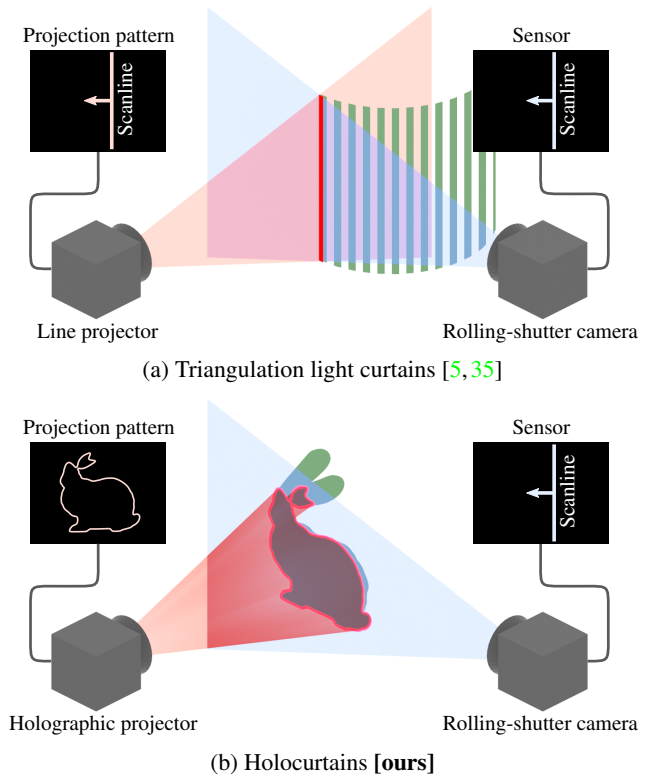 Projection pattern
Sensor
Scanline
Scanline
Line projector
Rolling-shutter camera
(a) Triangulation light curtains [5, 35]
Projection pattern
Sensor
Scanline
Holographic projector
Rolling-shutter camera
(b) Holocurtains [ours]